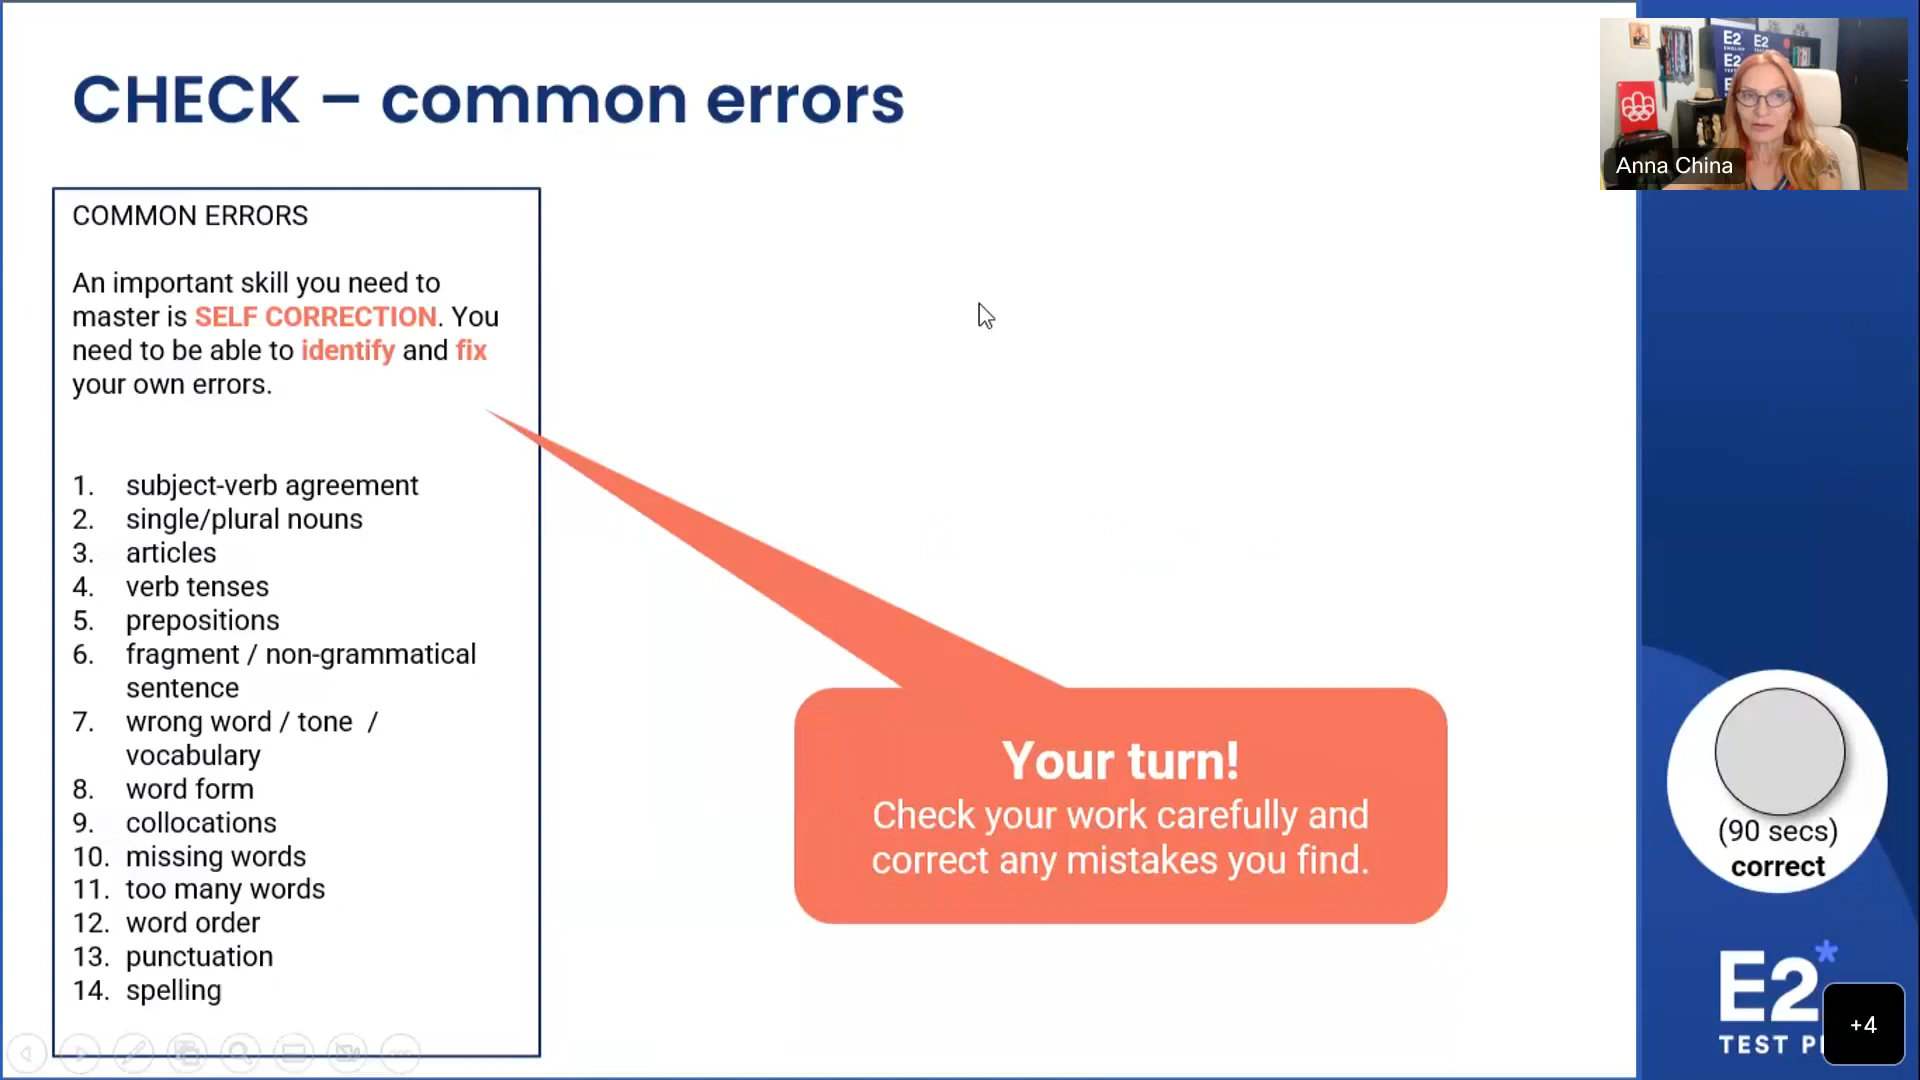 CHECK – common errors
COMMON ERRORS
An important skill you need to
master is SELF CORRECTION. You
need to be able to identify and fix
your own errors.
1. subject-verb agreement
2. single/plural nouns
3. articles
4. verb tenses
5. prepositions
6. fragment / non-grammatical
sentence
7. wrong word / tone /
vocabulary
8. word form
9. collocations
10. missing words
11. too many words
12. word order
13. punctuation
14. spelling
Your turn!
Check your work carefully and
correct any mistakes you find.
E2
E2
E2
Anna China
(90 secs)
correct
E2*
TEST P
+4